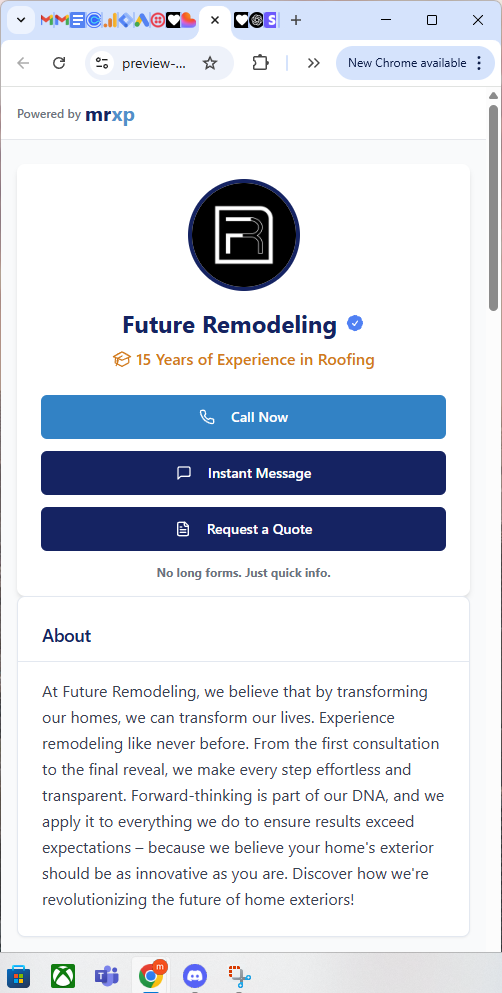 preview-...
New Chrome available
Powered by mrxp
Future Remodeling
15 Years of Experience in Roofing
Call Now
Instant Message
Request a Quote
No long forms. Just quick info.
About
At Future Remodeling, we believe that by transforming
our homes, we can transform our lives. Experience
remodeling like never before. From the first consultation
to the final reveal, we make every step effortless and
transparent. Forward-thinking is part of our DNA, and we
apply it to everything we do to ensure results exceed
expectations – because we believe your home's exterior
should be as innovative as you are. Discover how we're
revolutionizing the future of home exteriors!